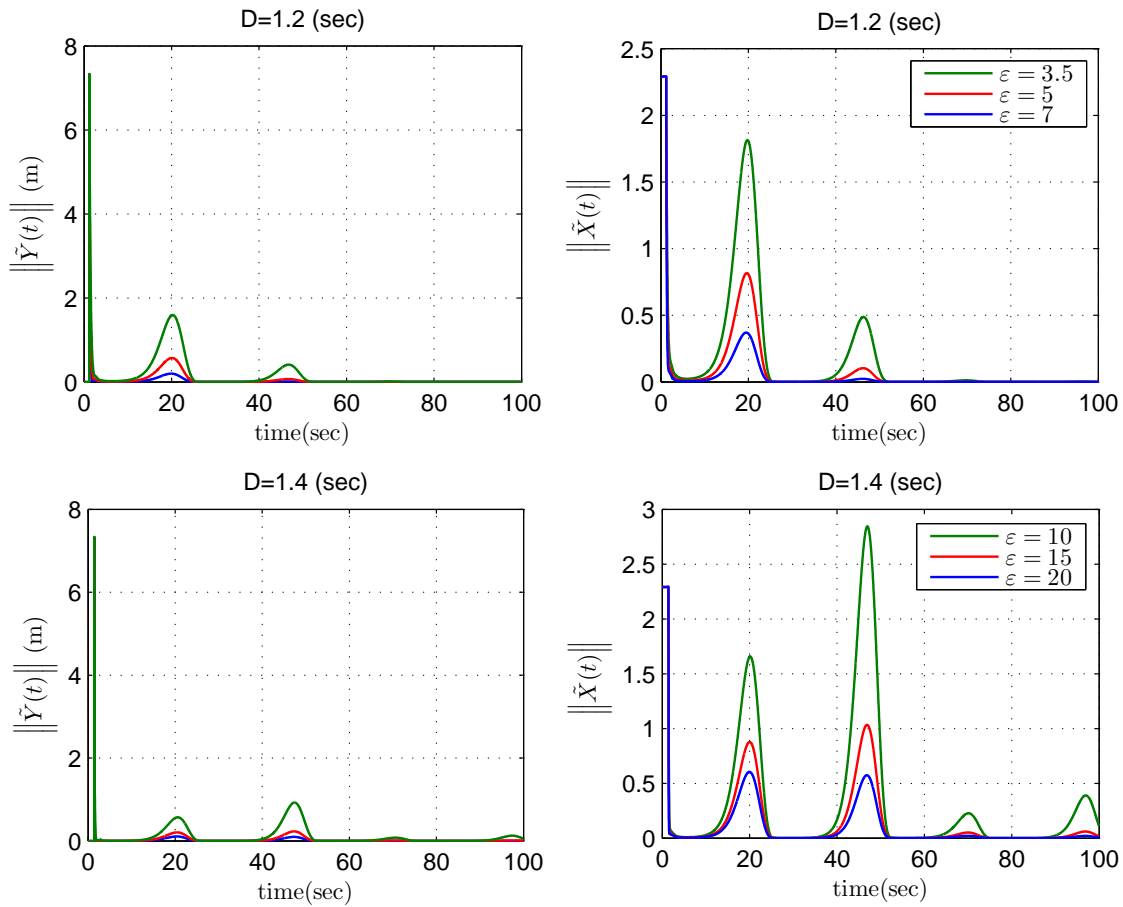 D=1.2 (sec)
8
6
4
2
0
0 20 40 60 80 100
||Ỹ(t)|| (m)
time(sec)
D=1.2 (sec)
2.5
2
1.5
1
0.5
0
0 20 40 60 80 100
||X̃(t)||
time(sec)
ε = 3.5
ε = 5
ε = 7
D=1.4 (sec)
8
6
4
2
0
0 20 40 60 80 100
||Ỹ(t)|| (m)
time(sec)
D=1.4 (sec)
3
2.5
2
1.5
1
0.5
0
0 20 40 60 80 100
||X̃(t)||
time(sec)
ε = 10
ε = 15
ε = 20